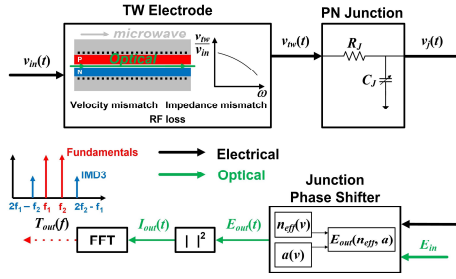 TW Electrode
PN Junction
microwave
P
Optical
N
v_tw
v_in
ω
Velocity mismatch Impedance mismatch
RF loss
v_in(t)
v_tw(t)
R_J
C_J
v_j(t)
Fundamentals
IMD3
2f₁ − f₂ f₁ f₂ 2f₂ − f₁
Electrical
Optical
Junction
Phase Shifter
T_out(f)
FFT
I_out(t)
| |²
E_out(t)
n_eff(v)
a(v)
E_out(n_eff, a)
E_in